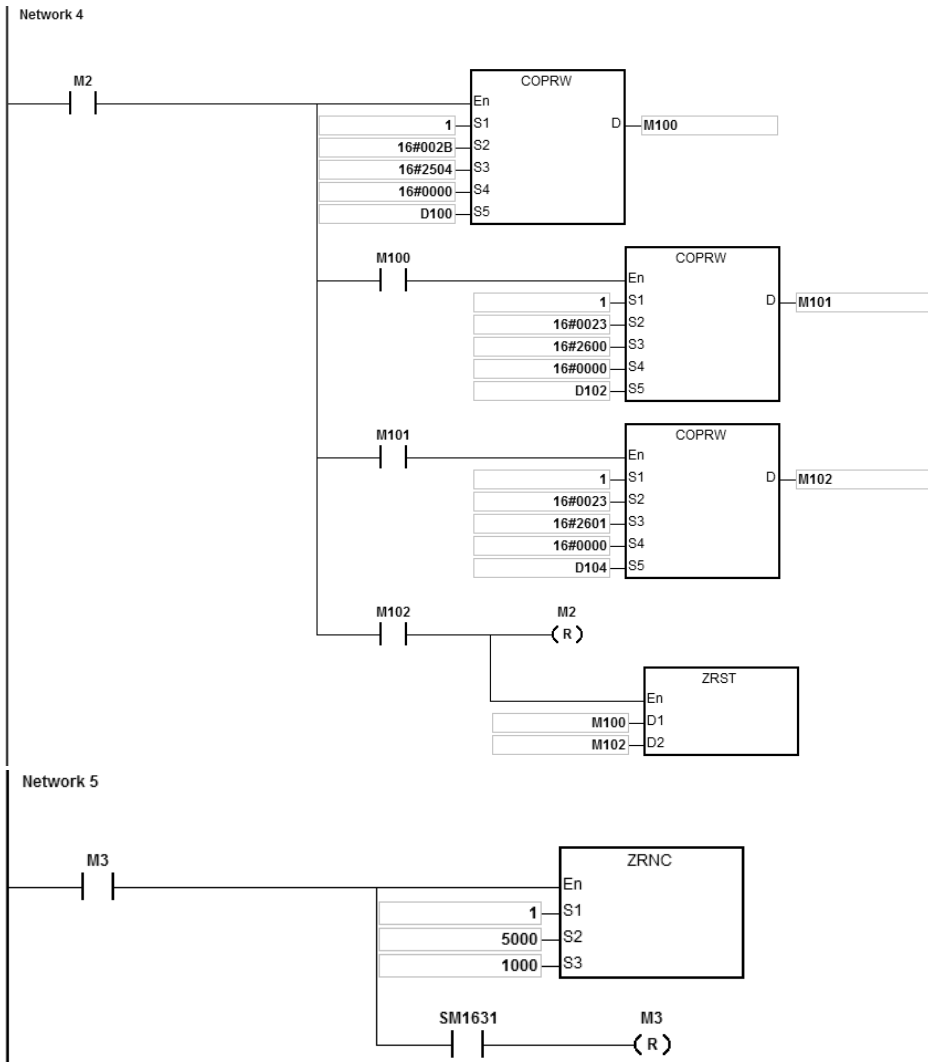 Network 4
M2
COPRW
En
1 S1 D M100
16#002B S2
16#2504 S3
16#0000 S4
D100 S5
M100
COPRW
En
1 S1 D M101
16#0023 S2
16#2600 S3
16#0000 S4
D102 S5
M101
COPRW
En
1 S1 D M102
16#0023 S2
16#2601 S3
16#0000 S4
D104 S5
M102 M2
( R )
ZRST
En
M100 D1
M102 D2
Network 5
M3
ZRNC
En
1 S1
5000 S2
1000 S3
SM1631 M3
( R )